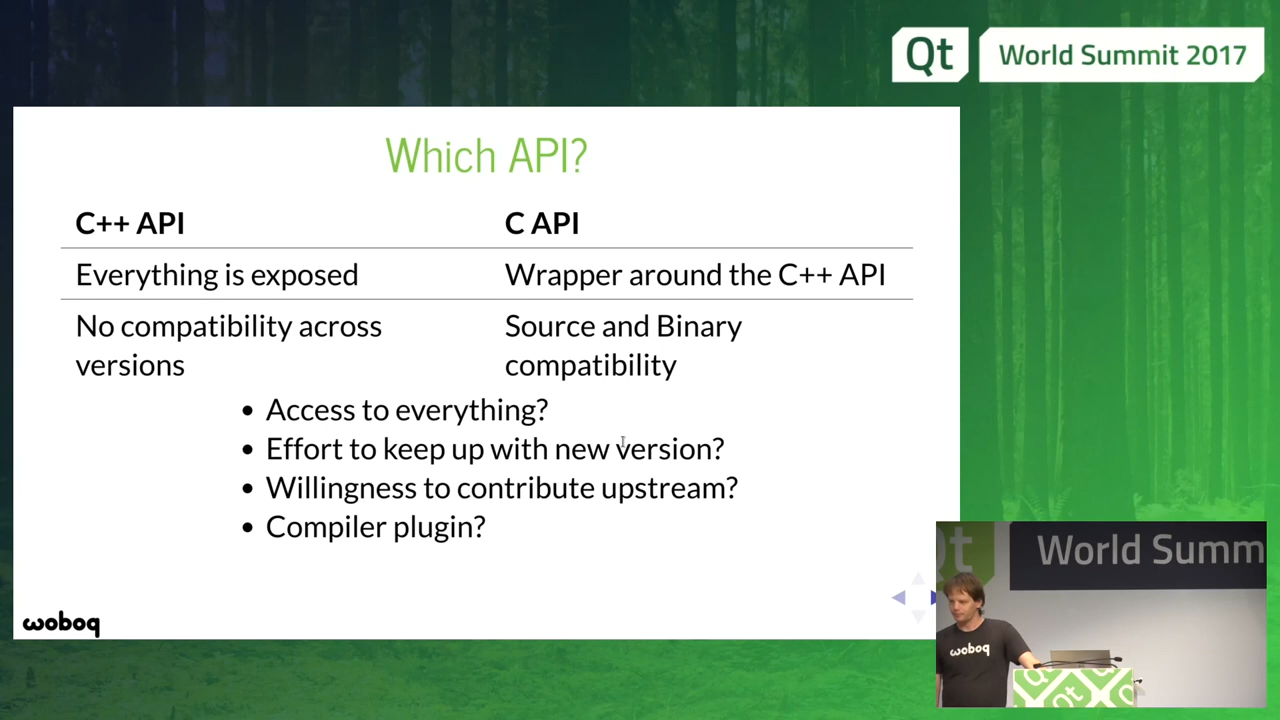 Qt World Summit 2017
Which API?
C++ API C API
Everything is exposed Wrapper around the C++ API
No compatibility across Source and Binary
versions compatibility
• Access to everything?
• Effort to keep up with new version?
• Willingness to contribute upstream?
• Compiler plugin?
woboq
Qt World Summ
woboq
Qt